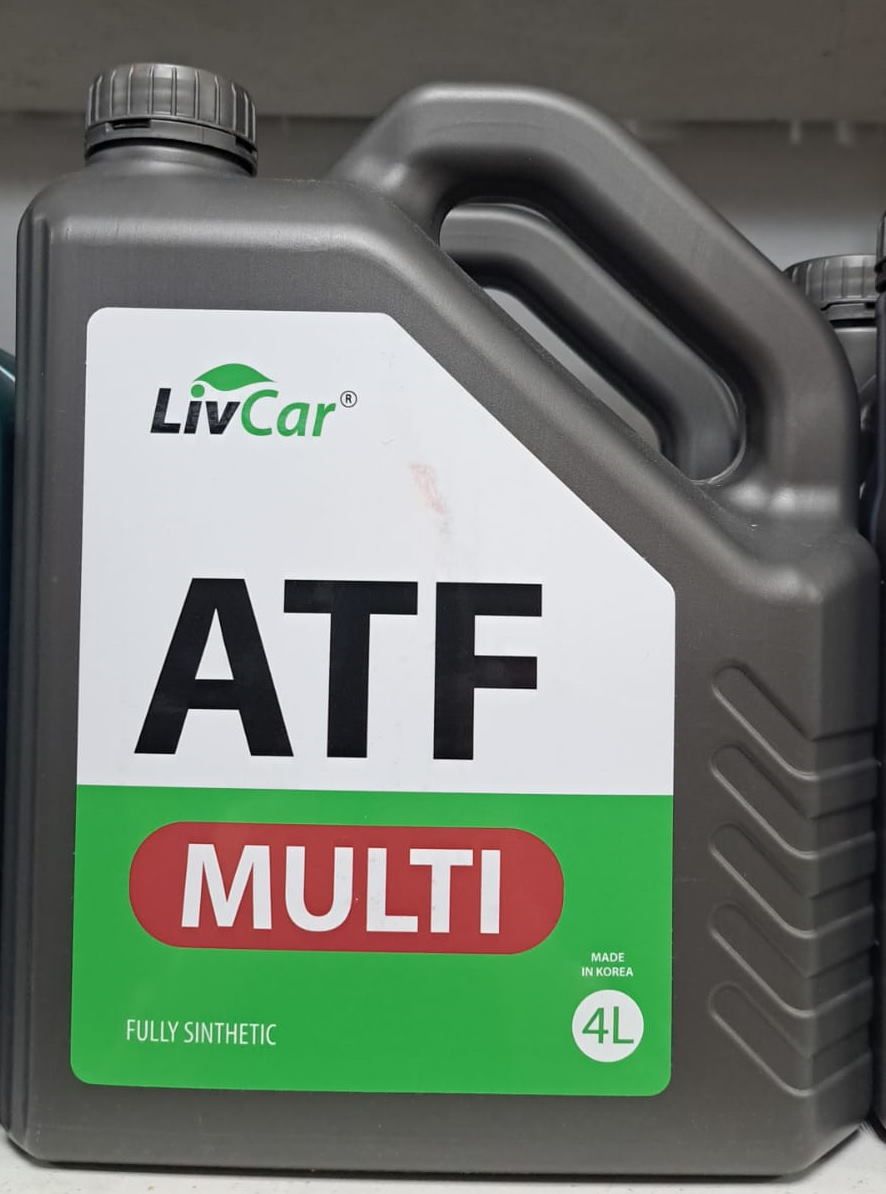 LivCar®
ATF
MULTI
MADE
IN KOREA
4L
FULLY SINTHETIC